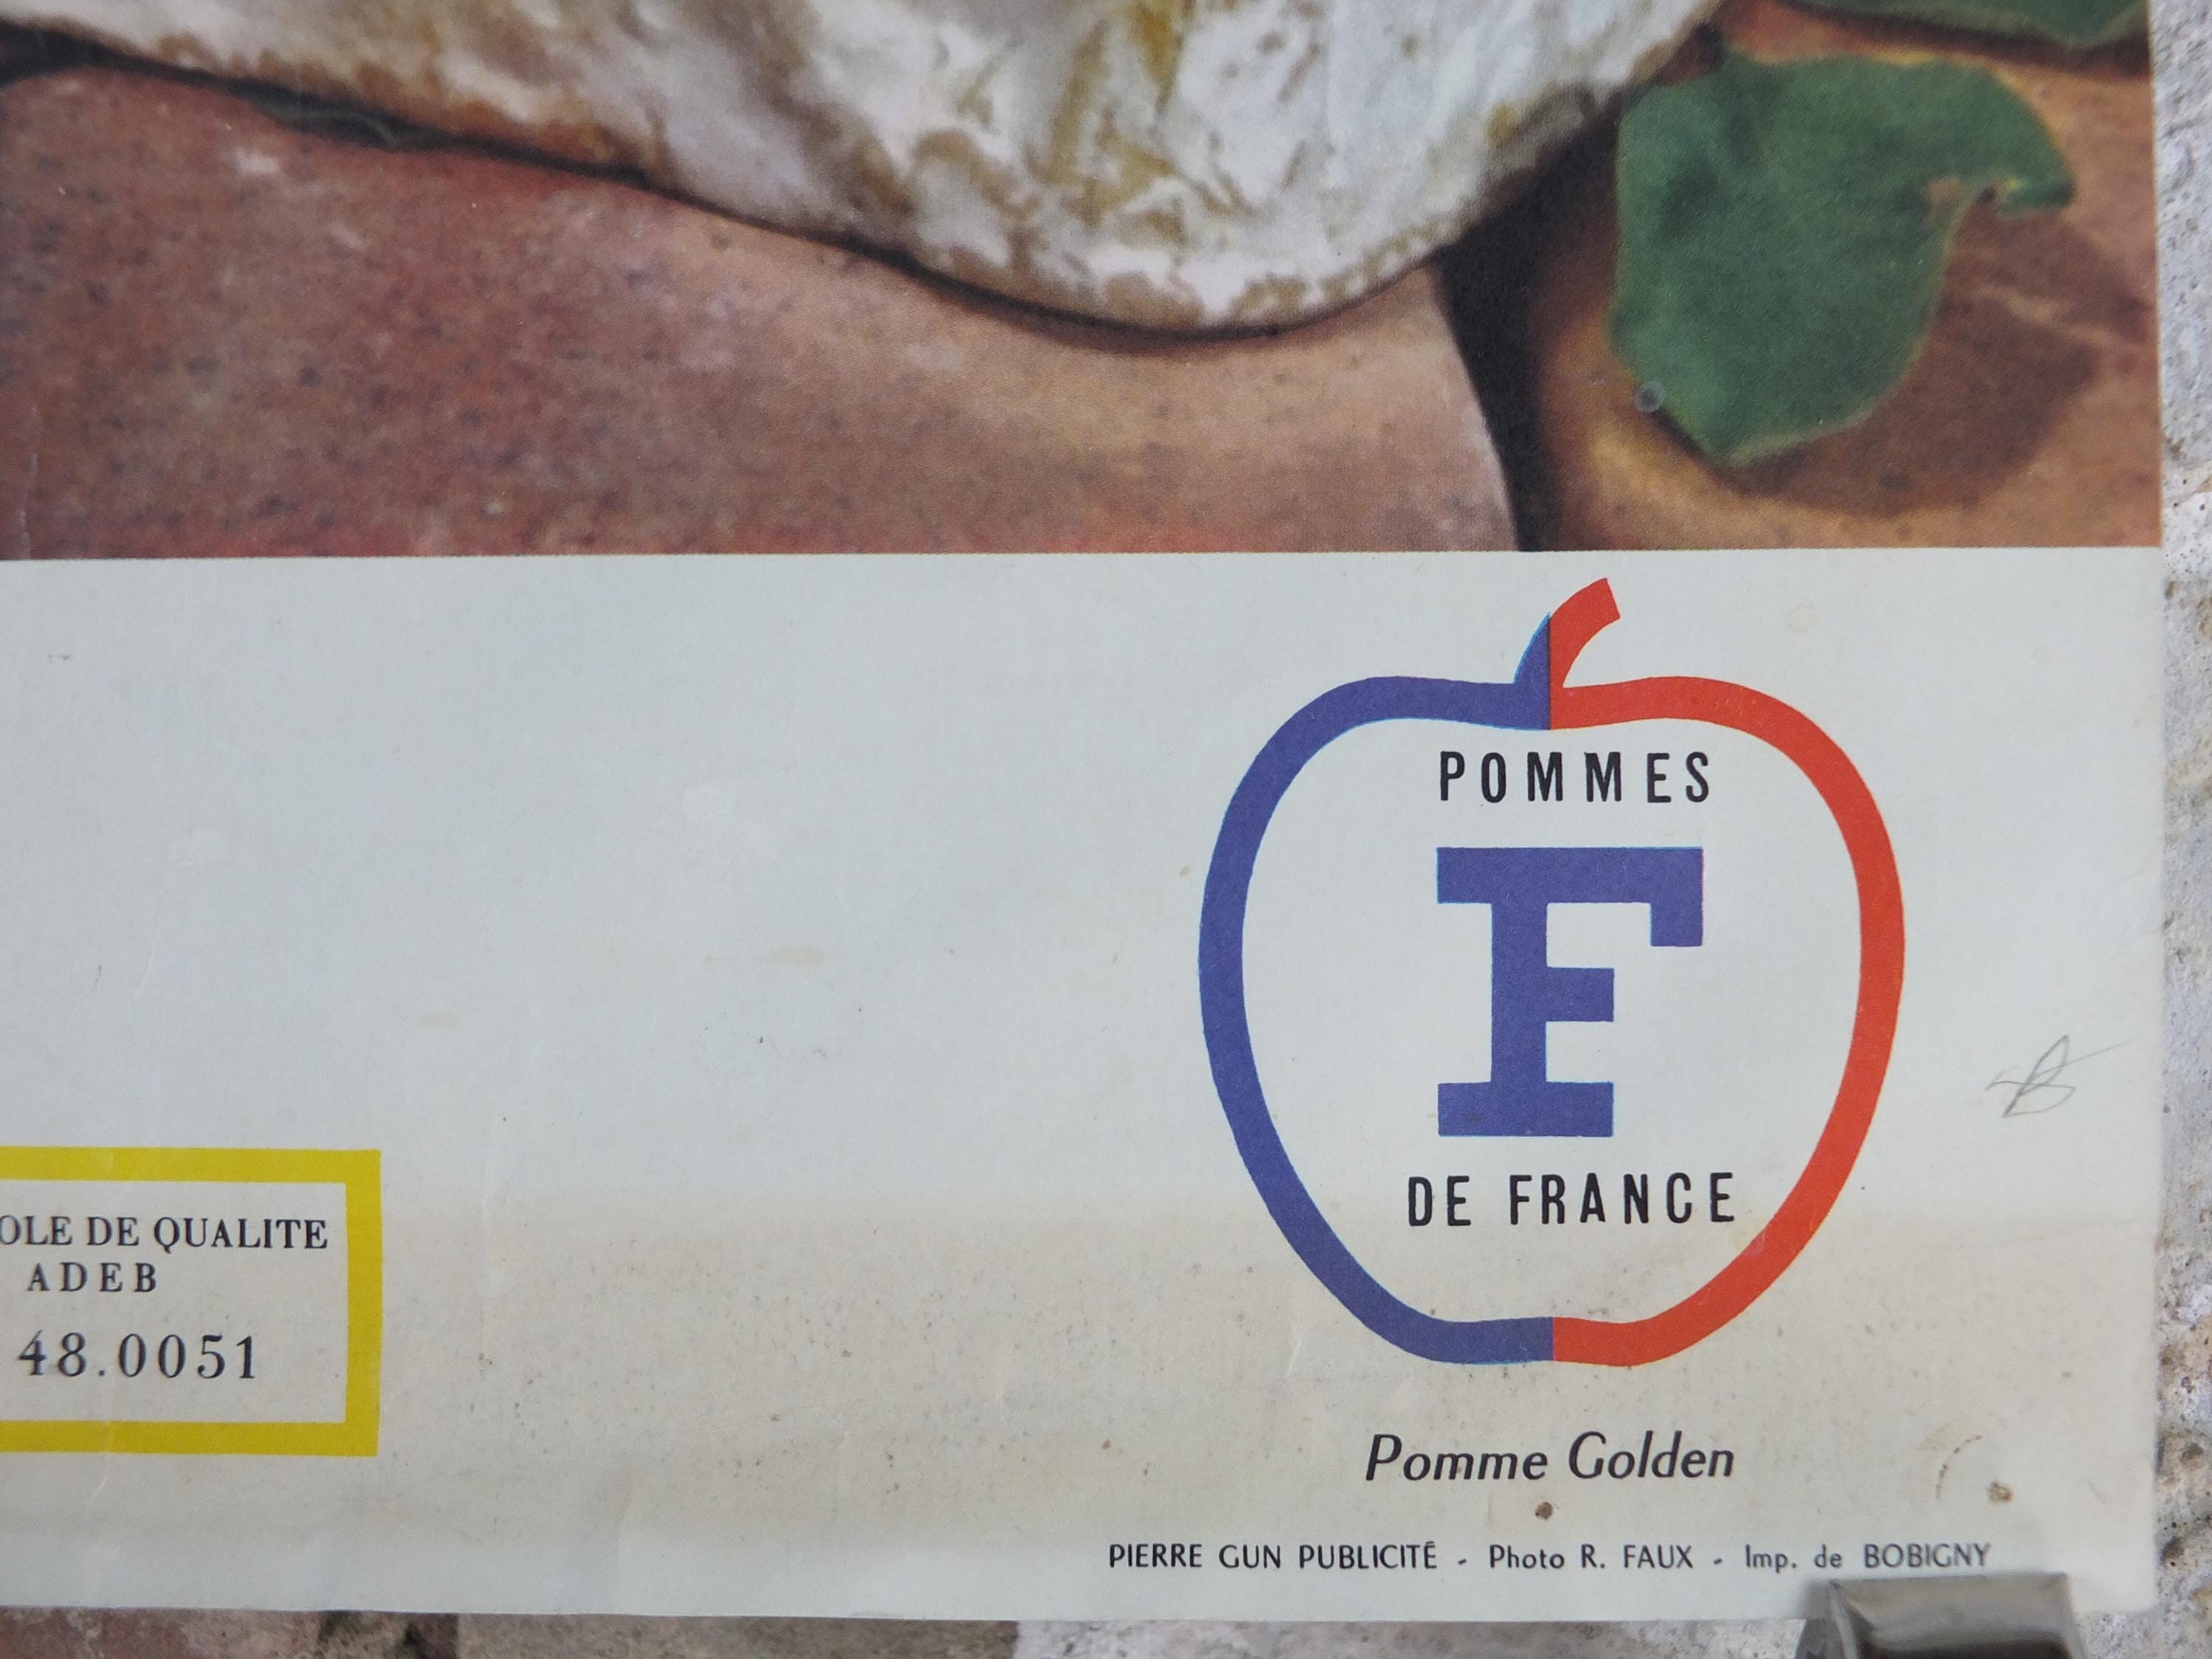 POMMES
F
DE FRANCE
OLE DE QUALITE
ADEB
48.0051
Pomme Golden
PIERRE GUN PUBLICITÉ - Photo R. FAUX - Imp. de BOBIGNY